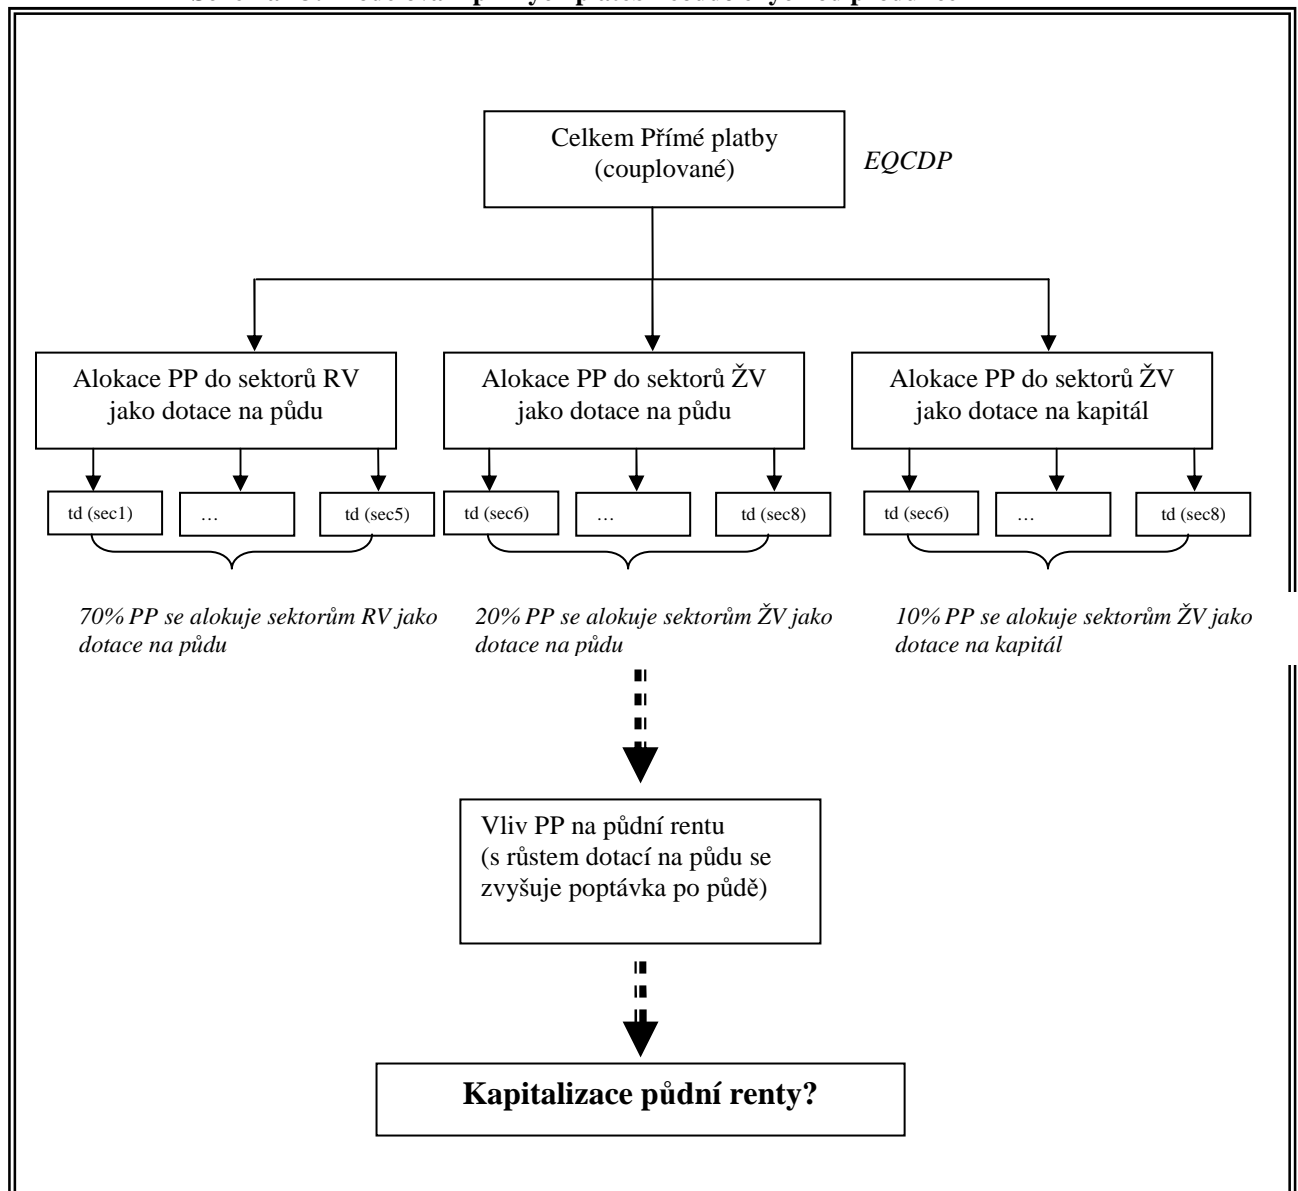 Celkem Přímé platby
(couplované)
EQCDP
Alokace PP do sektorů RV
jako dotace na půdu
Alokace PP do sektorů ŽV
jako dotace na půdu
Alokace PP do sektorů ŽV
jako dotace na kapitál
td (sec1)
…
td (sec5)
td (sec6)
…
td (sec8)
td (sec6)
…
td (sec8)
70% PP se alokuje sektorům RV jako
dotace na půdu
20% PP se alokuje sektorům ŽV jako
dotace na půdu
10% PP se alokuje sektorům ŽV jako
dotace na kapitál
Vliv PP na půdní rentu
(s růstem dotací na půdu se
zvyšuje poptávka po půdě)
Kapitalizace půdní renty?